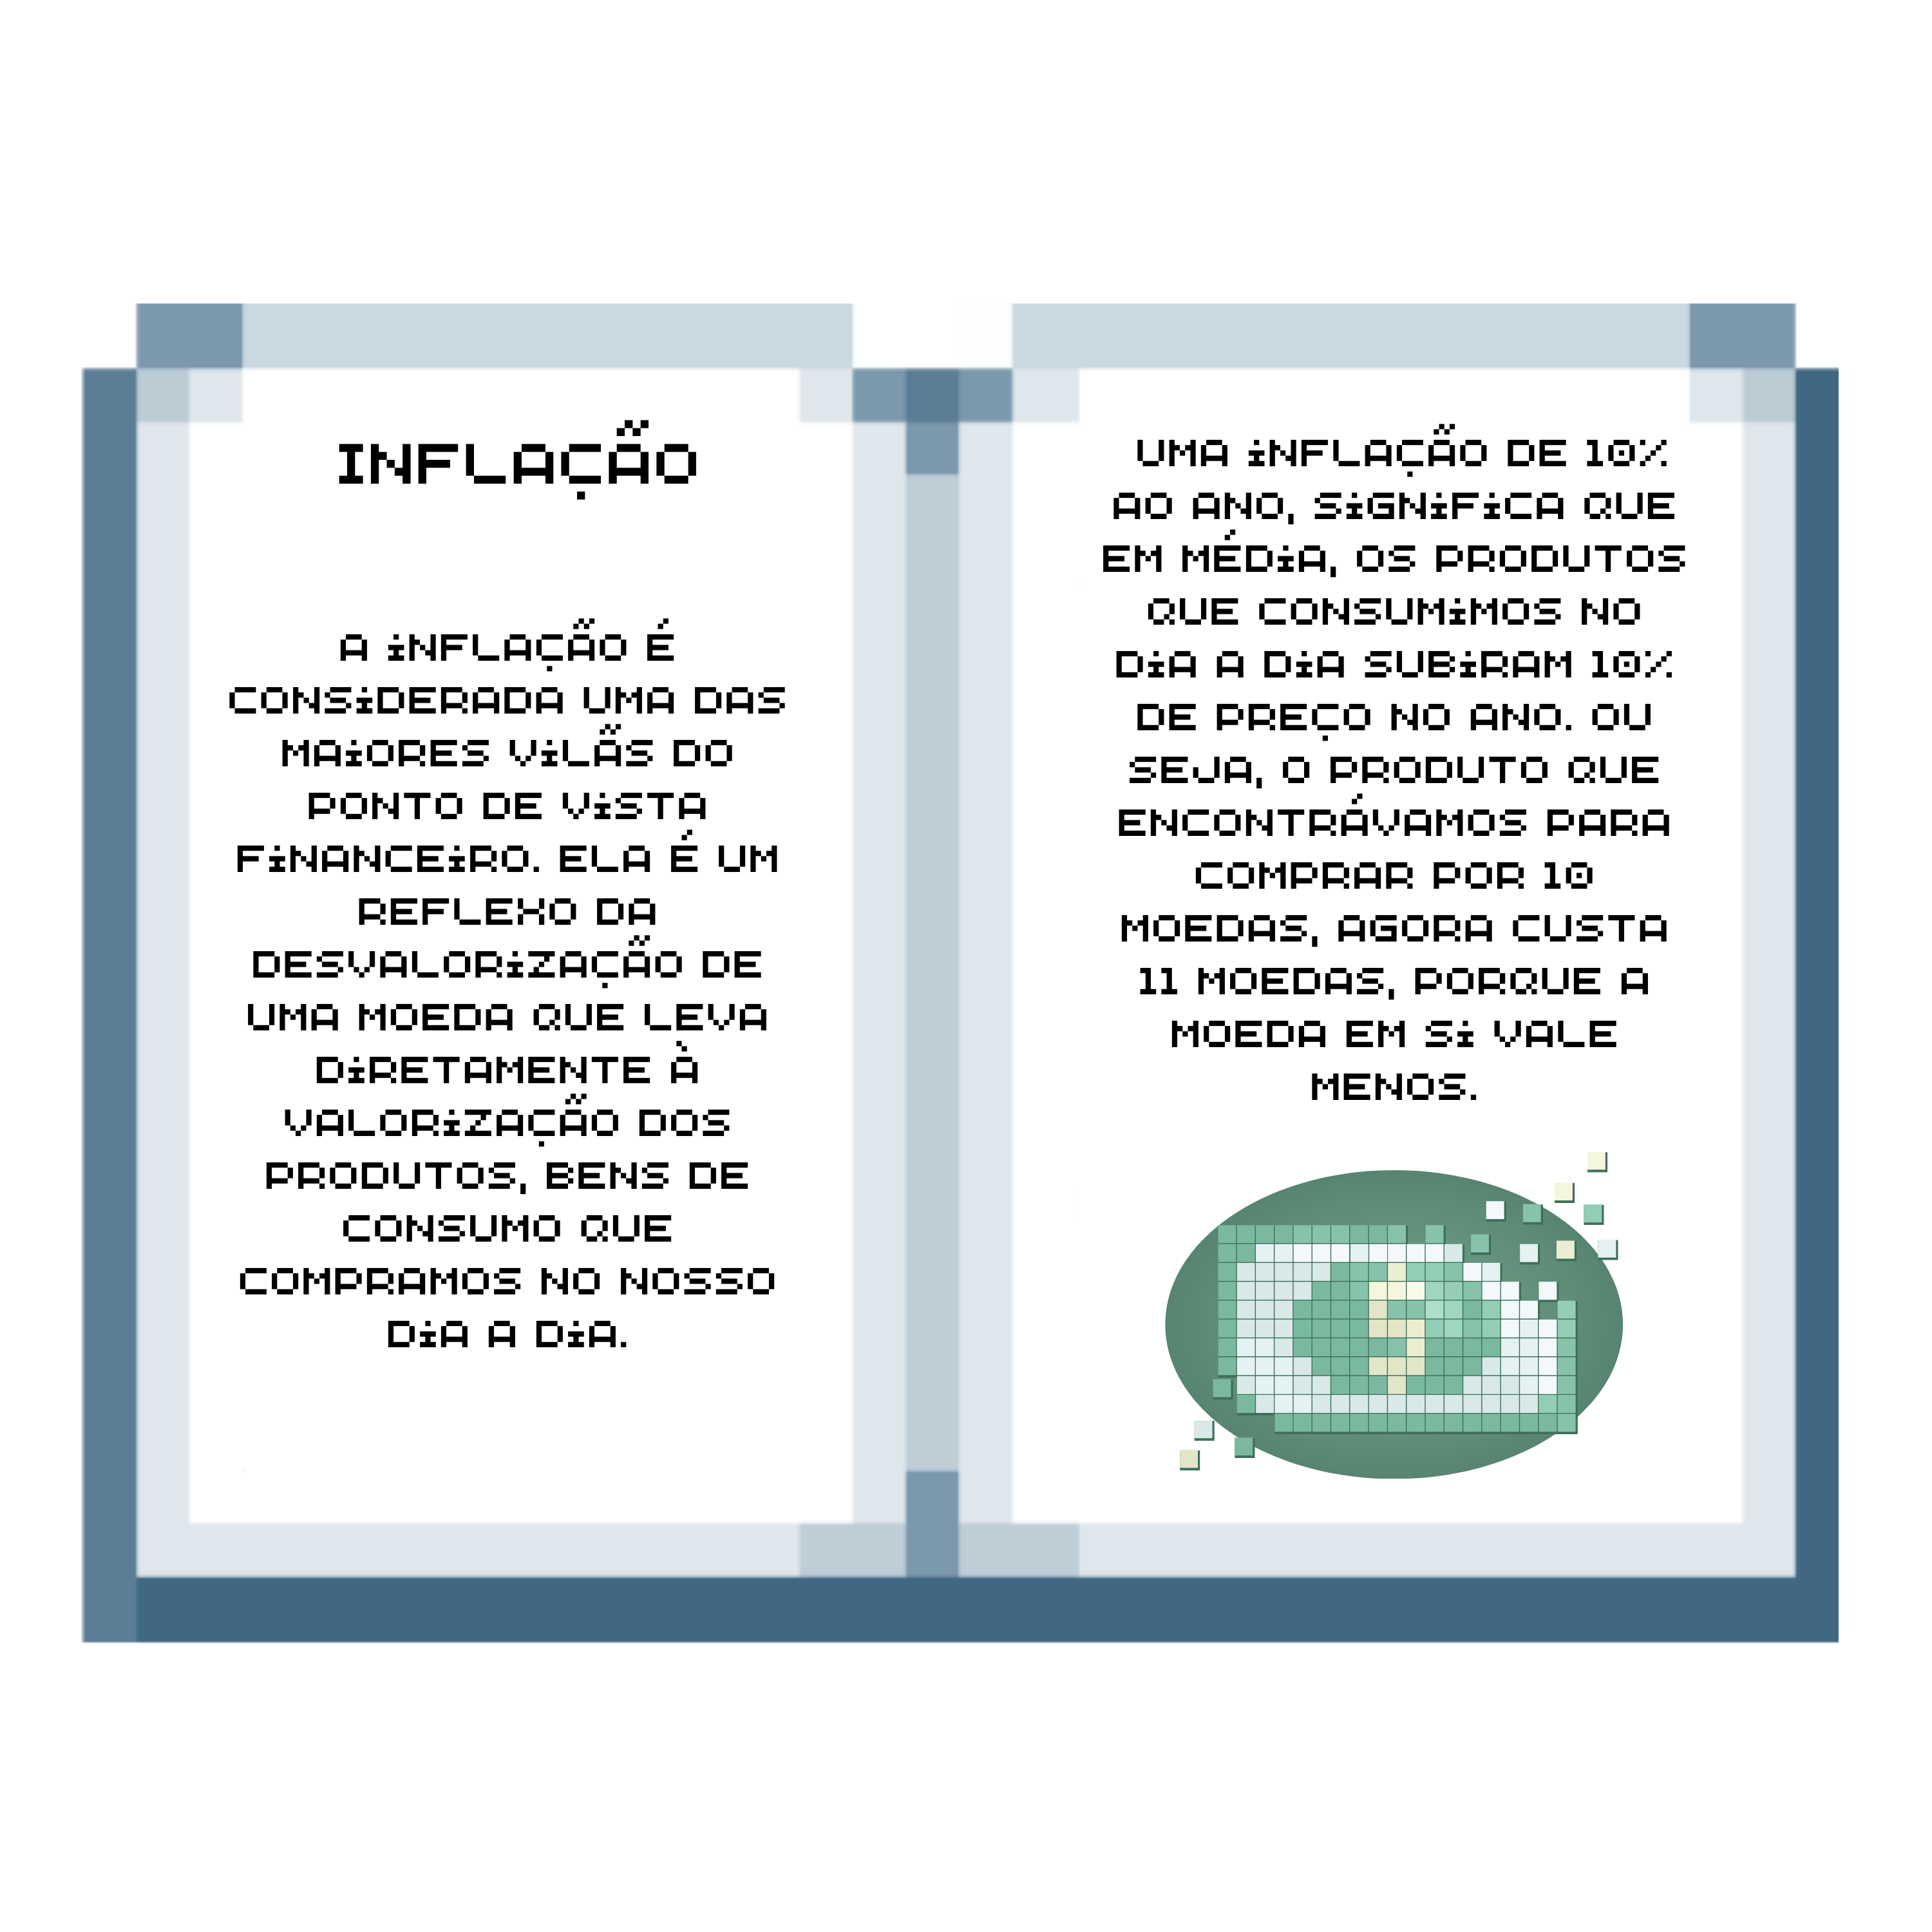 INFLAÇÃO
A INFLAÇÃO É
CONSIDERADA UMA DAS
MAIORES VILÃS DO
PONTO DE VISTA
FINANCEIRO. ELA É UM
REFLEXO DA
DESVALORIZAÇÃO DE
UMA MOEDA QUE LEVA
DIRETAMENTE À
VALORIZAÇÃO DOS
PRODUTOS, BENS DE
CONSUMO QUE
COMPRAMOS NO NOSSO
DIA A DIA.
UMA INFLAÇÃO DE 10%
AO ANO, SIGNIFICA QUE
EM MÉDIA, OS PRODUTOS
QUE CONSUMIMOS NO
DIA A DIA SUBIRAM 10%
DE PREÇO NO ANO. OU
SEJA, O PRODUTO QUE
ENCONTRÁVAMOS PARA
COMPRAR POR 10
MOEDAS, AGORA CUSTA
11 MOEDAS, PORQUE A
MOEDA EM SI VALE
MENOS.